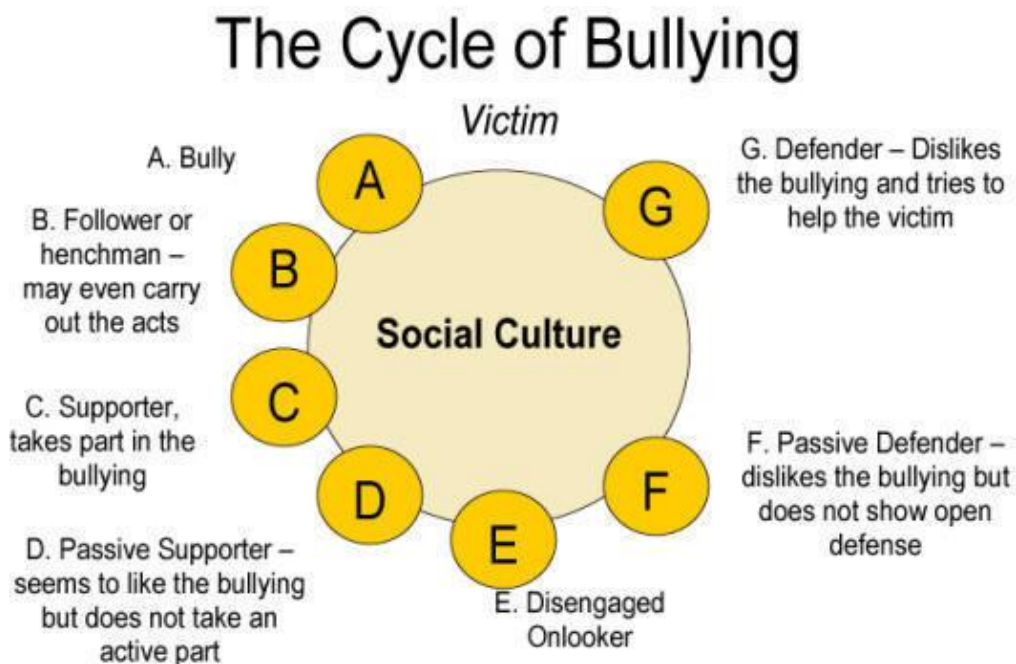 The Cycle of Bullying
Victim
A. Bully
B. Follower or
henchman –
may even carry
out the acts
C. Supporter,
takes part in the
bullying
D. Passive Supporter –
seems to like the bullying
but does not take an
active part
E. Disengaged
Onlooker
F. Passive Defender –
dislikes the bullying but
does not show open
defense
G. Defender – Dislikes
the bullying and tries to
help the victim
A
B
C
D
E
F
G
Social Culture